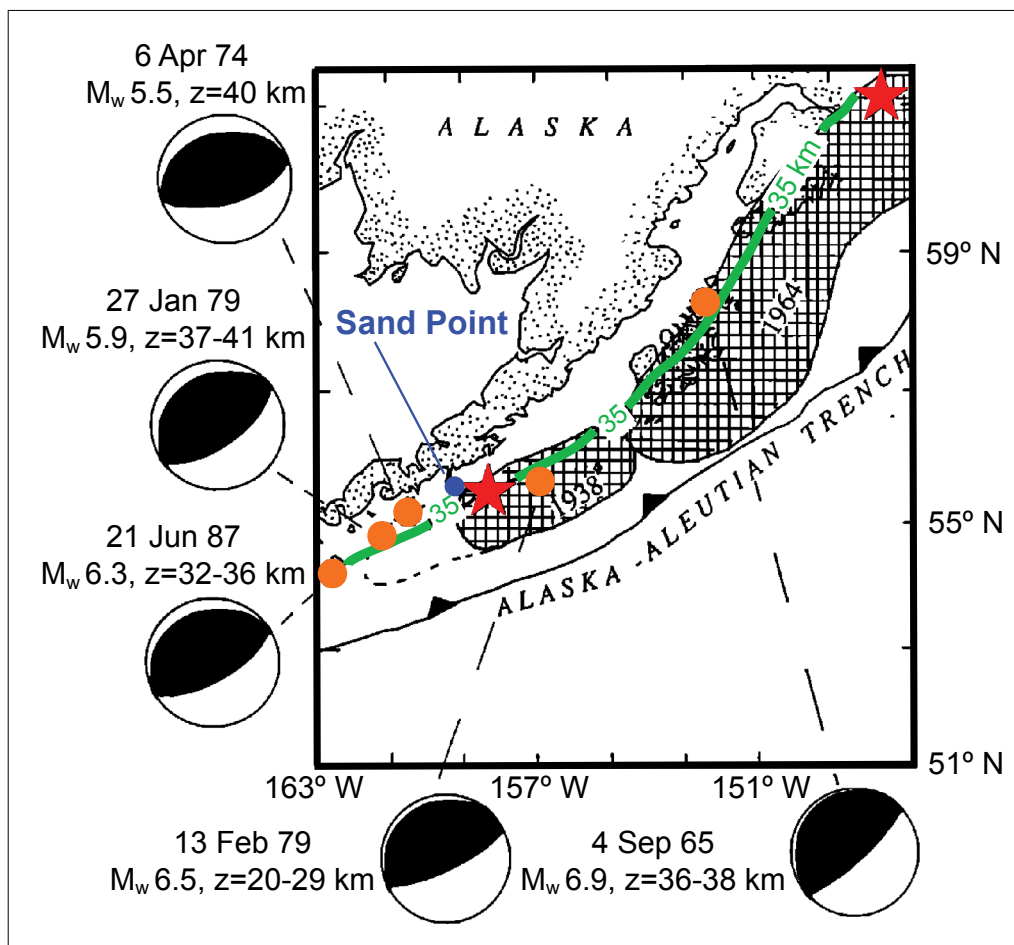 6 Apr 74
Mw 5.5, z=40 km
27 Jan 79
Mw 5.9, z=37-41 km
21 Jun 87
Mw 6.3, z=32-36 km
13 Feb 79
Mw 6.5, z=20-29 km
4 Sep 65
Mw 6.9, z=36-38 km
ALASKA
Sand Point
35 km
35
35
1964
1938
ALASKA - ALEUTIAN TRENCH
59º N
55º N
51º N
163º W
157º W
151º W